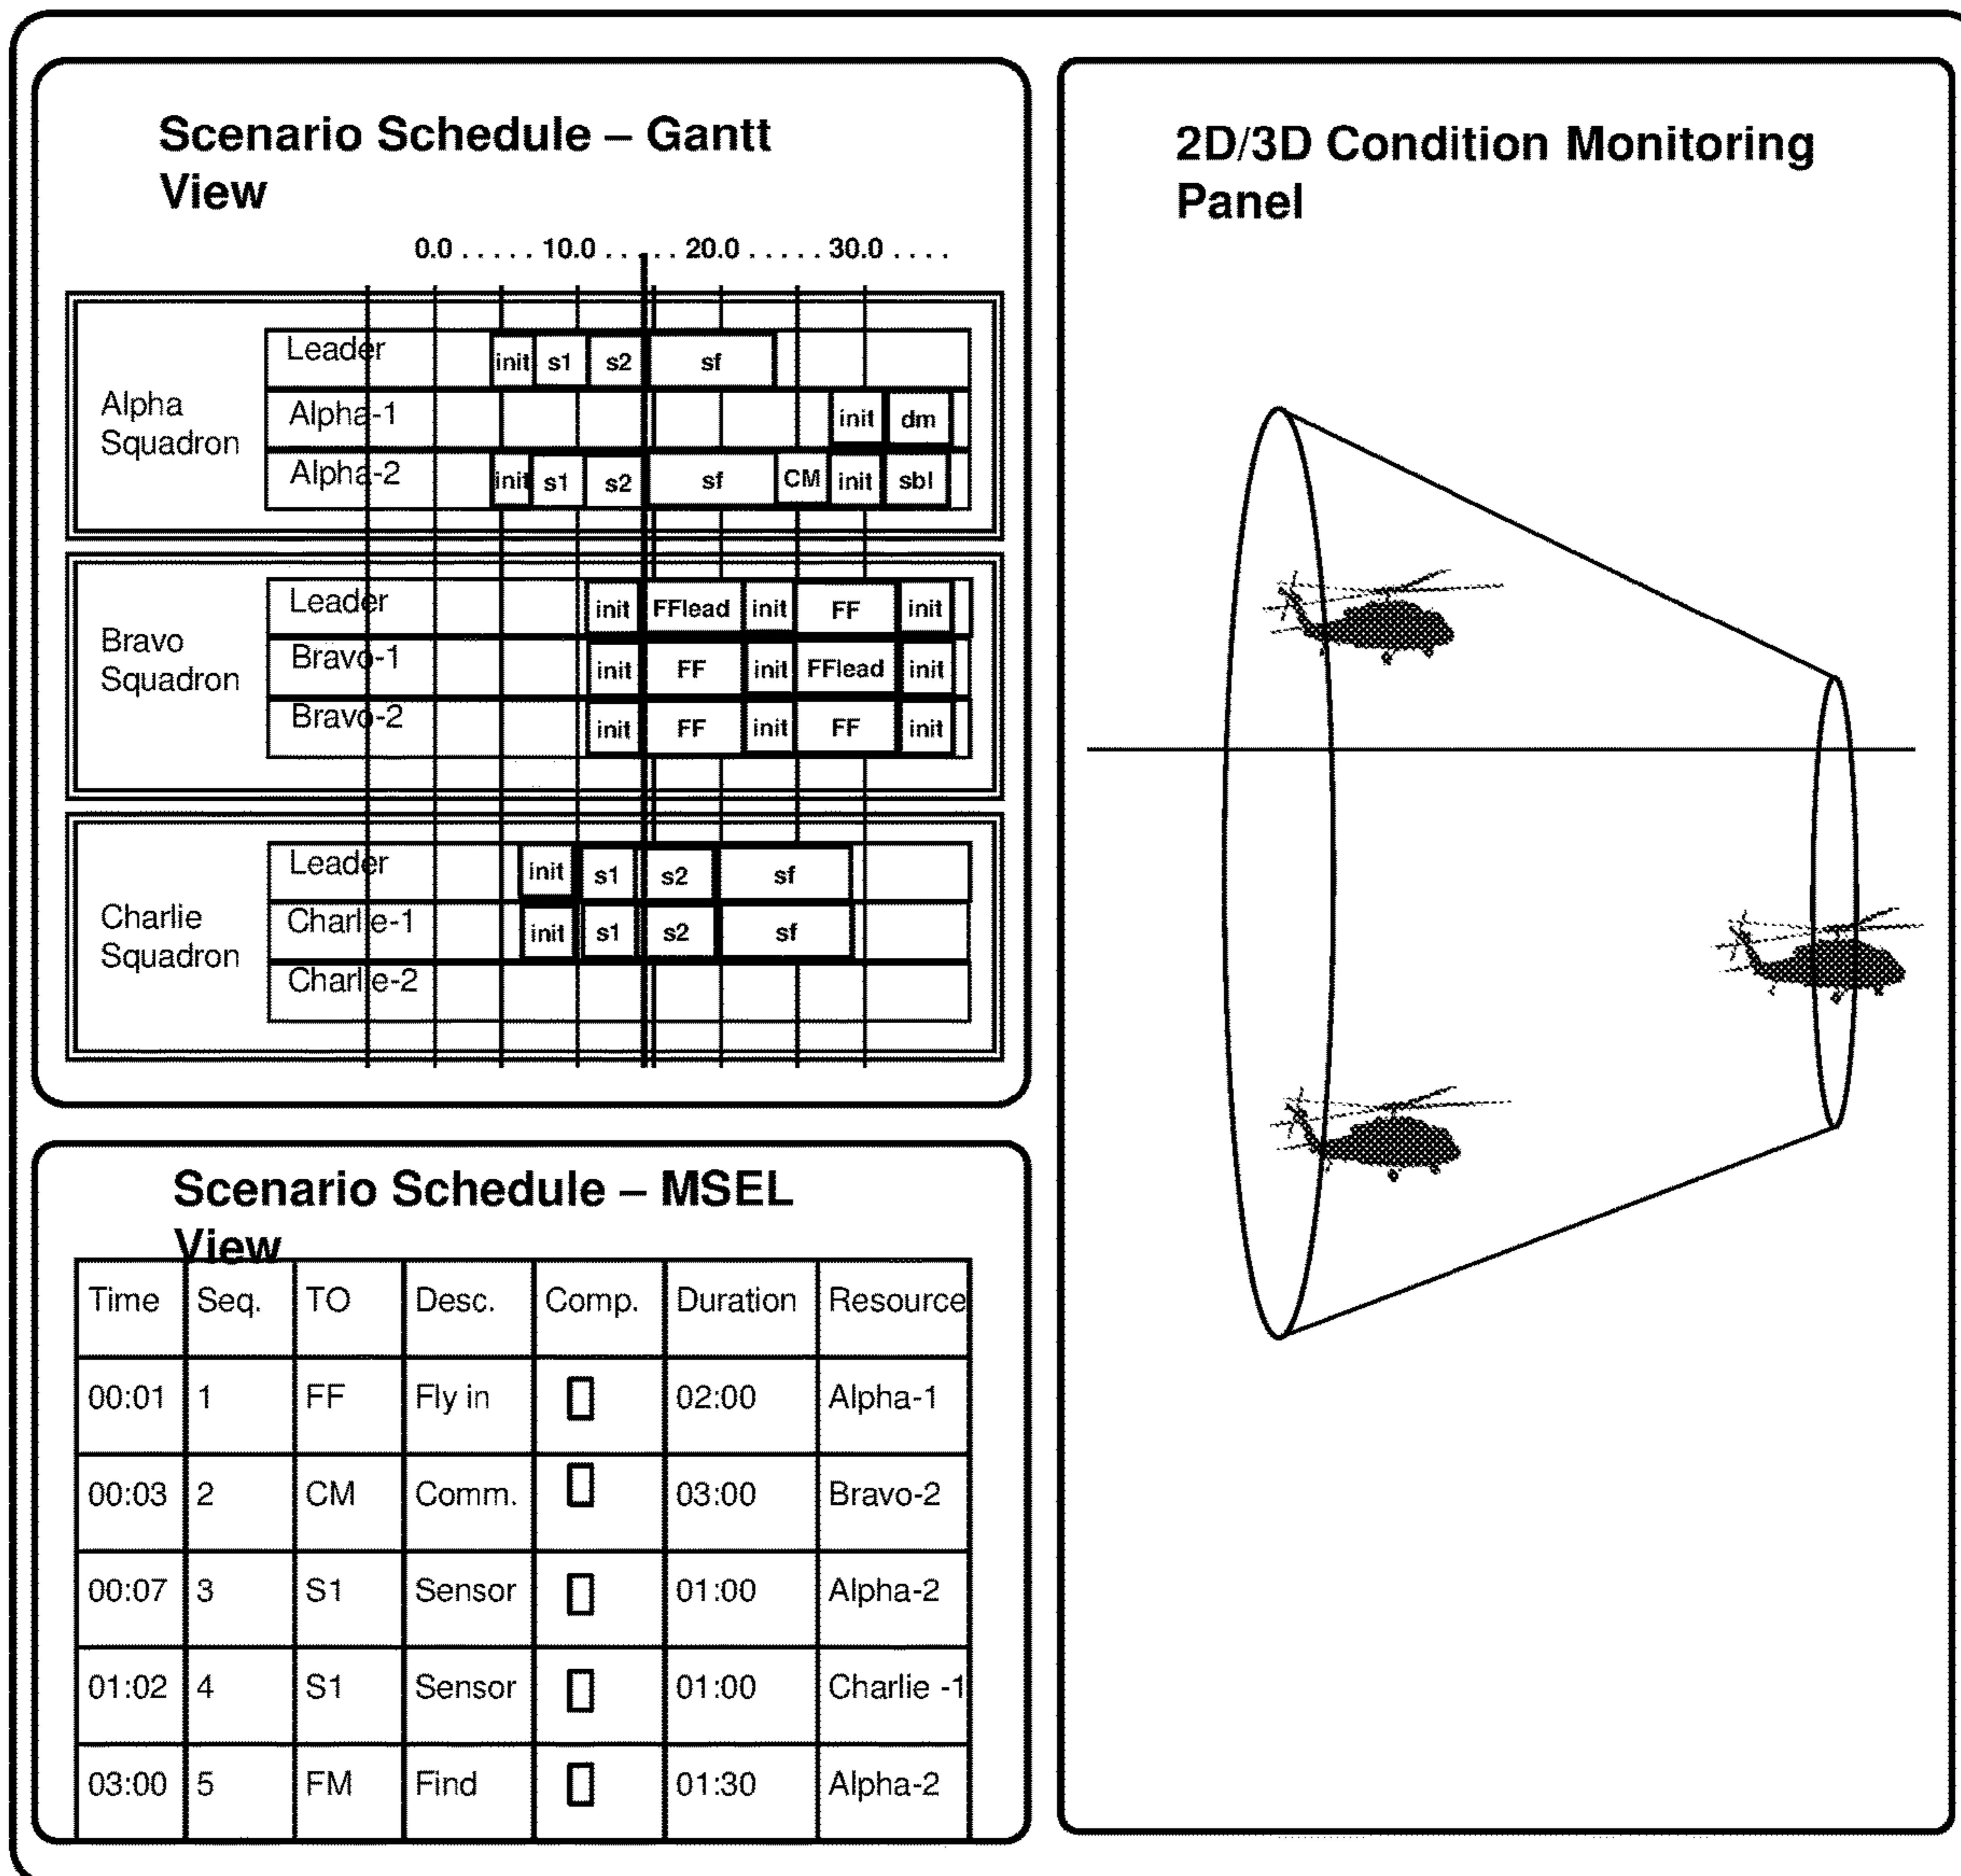 Scenario Schedule – Gantt
View
0.0 . . . . . 10.0 . . . . . 20.0 . . . . . 30.0 . . . .
Alpha
Squadron
Leader init s1 s2 sf
Alpha-1 init dm
Alpha-2 init s1 s2 sf CM init sbl
Bravo
Squadron
Leader init FFlead init FF init
Bravo-1 init FF init FFlead init
Bravo-2 init FF init FF init
Charlie
Squadron
Leader init s1 s2 sf
Charlie-1 init s1 s2 sf
Charlie-2
Scenario Schedule – MSEL
View
Time Seq. TO Desc. Comp. Duration Resource
00:01 1 FF Fly in 02:00 Alpha-1
00:03 2 CM Comm. 03:00 Bravo-2
00:07 3 S1 Sensor 01:00 Alpha-2
01:02 4 S1 Sensor 01:00 Charlie -1
03:00 5 FM Find 01:30 Alpha-2
2D/3D Condition Monitoring
Panel